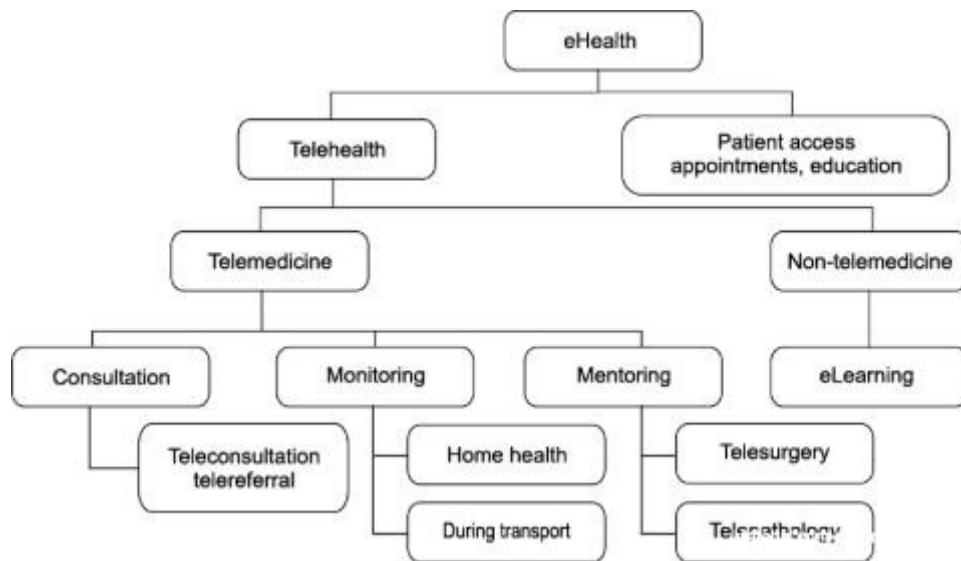 eHealth
Telehealth
Patient access
appointments, education
Telemedicine
Non-telemedicine
Consultation
Monitoring
Mentoring
eLearning
Teleconsultation
telereferral
Home health
Telesurgery
During transport
Telepathology